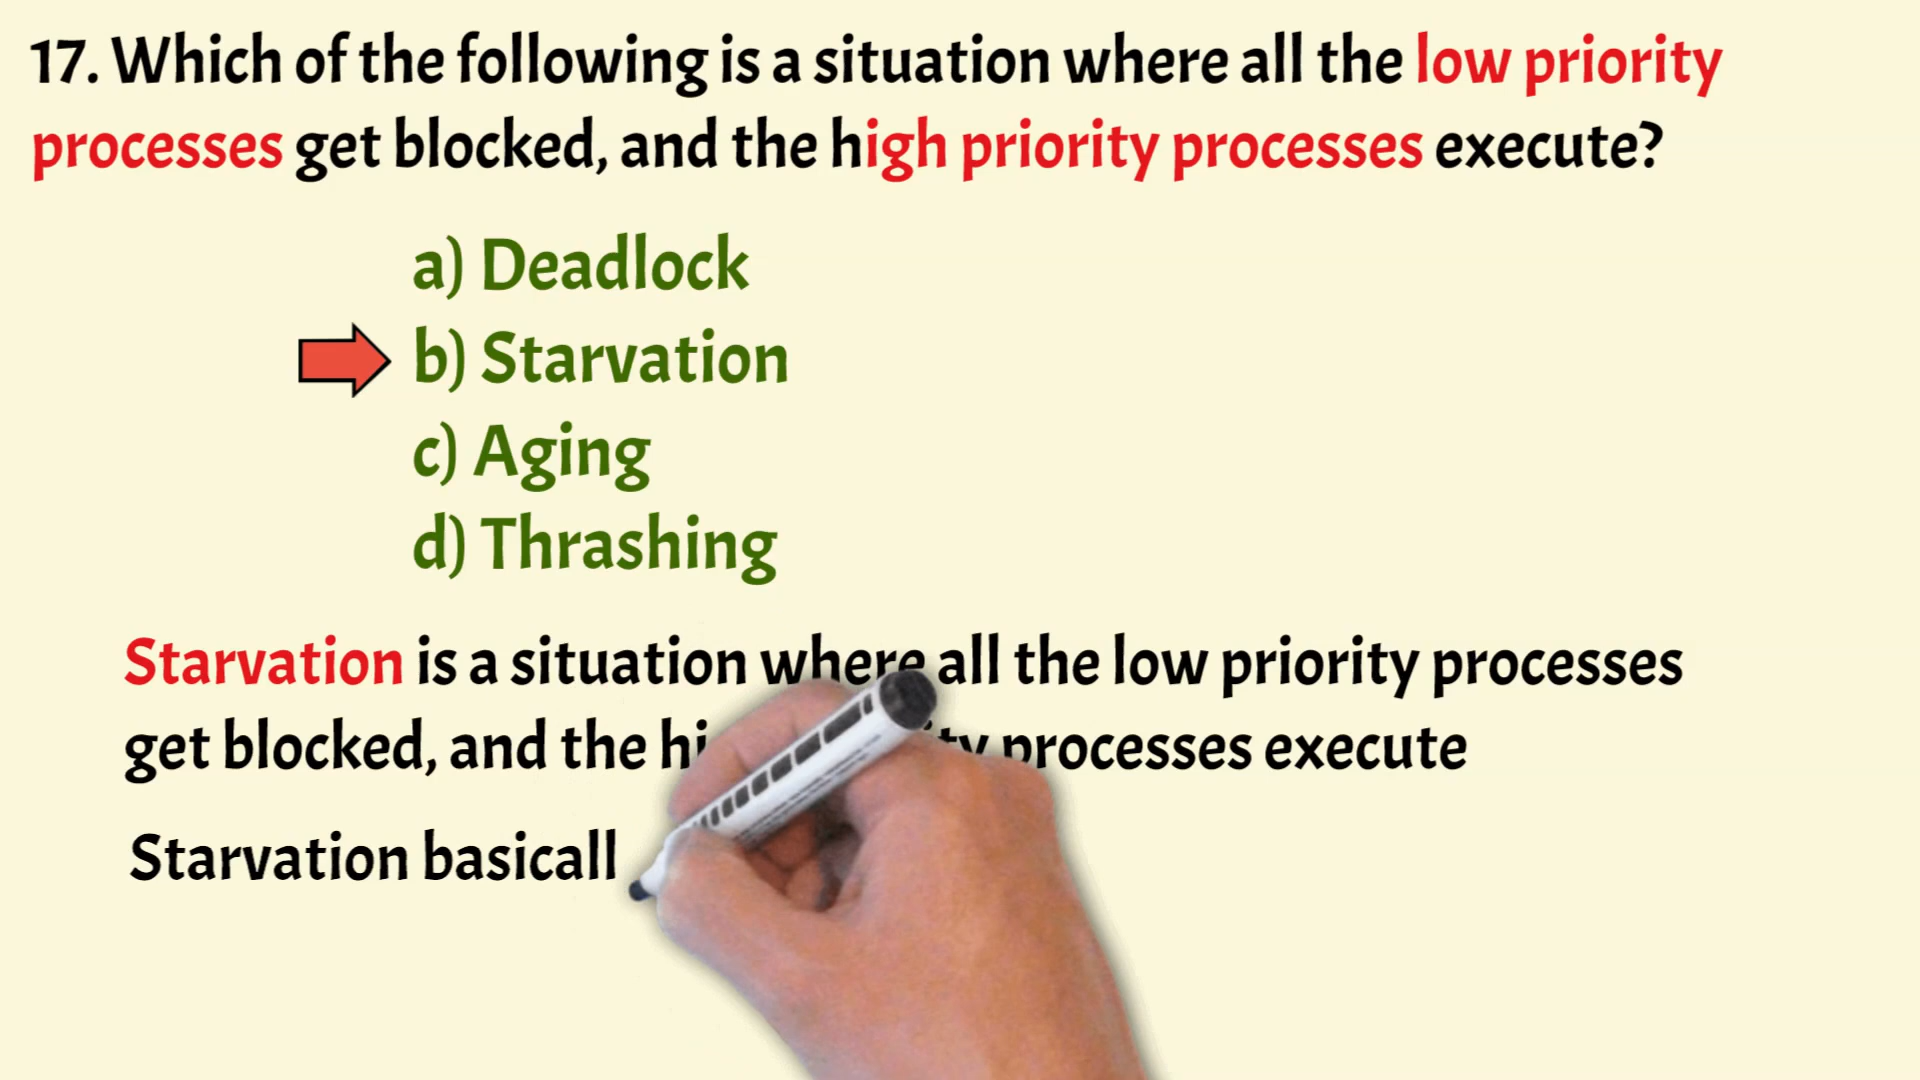 17. Which of the following is a situation where all the low priority
processes get blocked, and the high priority processes execute?
a) Deadlock
b) Starvation
c) Aging
d) Thrashing
Starvation is a situation where all the low priority processes
get blocked, and the processes execute
Starvation basicall